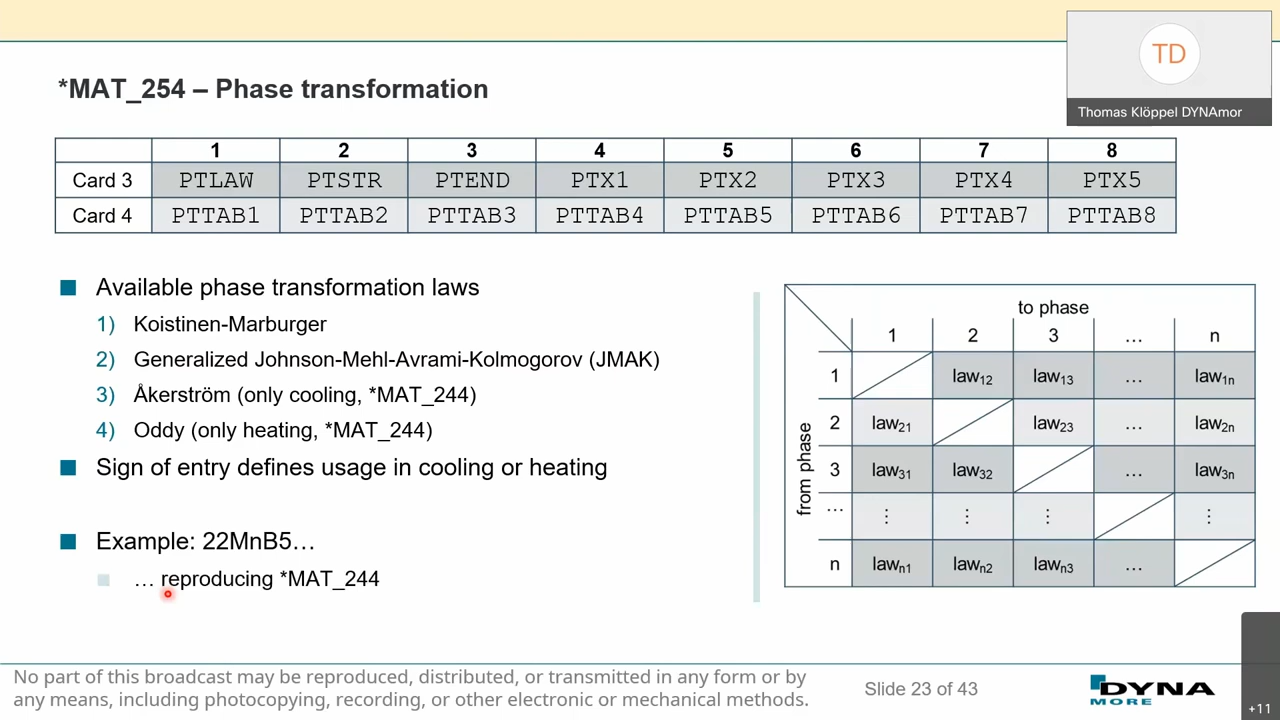 TD
Thomas Klöppel DYNAmor
*MAT_254 – Phase transformation
1 2 3 4 5 6 7 8
Card 3 PTLAW PTSTR PTEND PTX1 PTX2 PTX3 PTX4 PTX5
Card 4 PTTAB1 PTTAB2 PTTAB3 PTTAB4 PTTAB5 PTTAB6 PTTAB7 PTTAB8
Available phase transformation laws
1) Koistinen-Marburger
2) Generalized Johnson-Mehl-Avrami-Kolmogorov (JMAK)
3) Åkerström (only cooling, *MAT_244)
4) Oddy (only heating, *MAT_244)
Sign of entry defines usage in cooling or heating
Example: 22MnB5…
… reproducing *MAT_244
to phase
1 2 3 … n
from phase
1 law12 law13 … law1n
2 law21 law23 … law2n
3 law31 law32 … law3n
… ⋮ ⋮ ⋮ ⋮
n lawn1 lawn2 lawn3 …
No part of this broadcast may be reproduced, distributed, or transmitted in any form or by
any means, including photocopying, recording, or other electronic or mechanical methods.
Slide 23 of 43
DYNA
MORE
+11